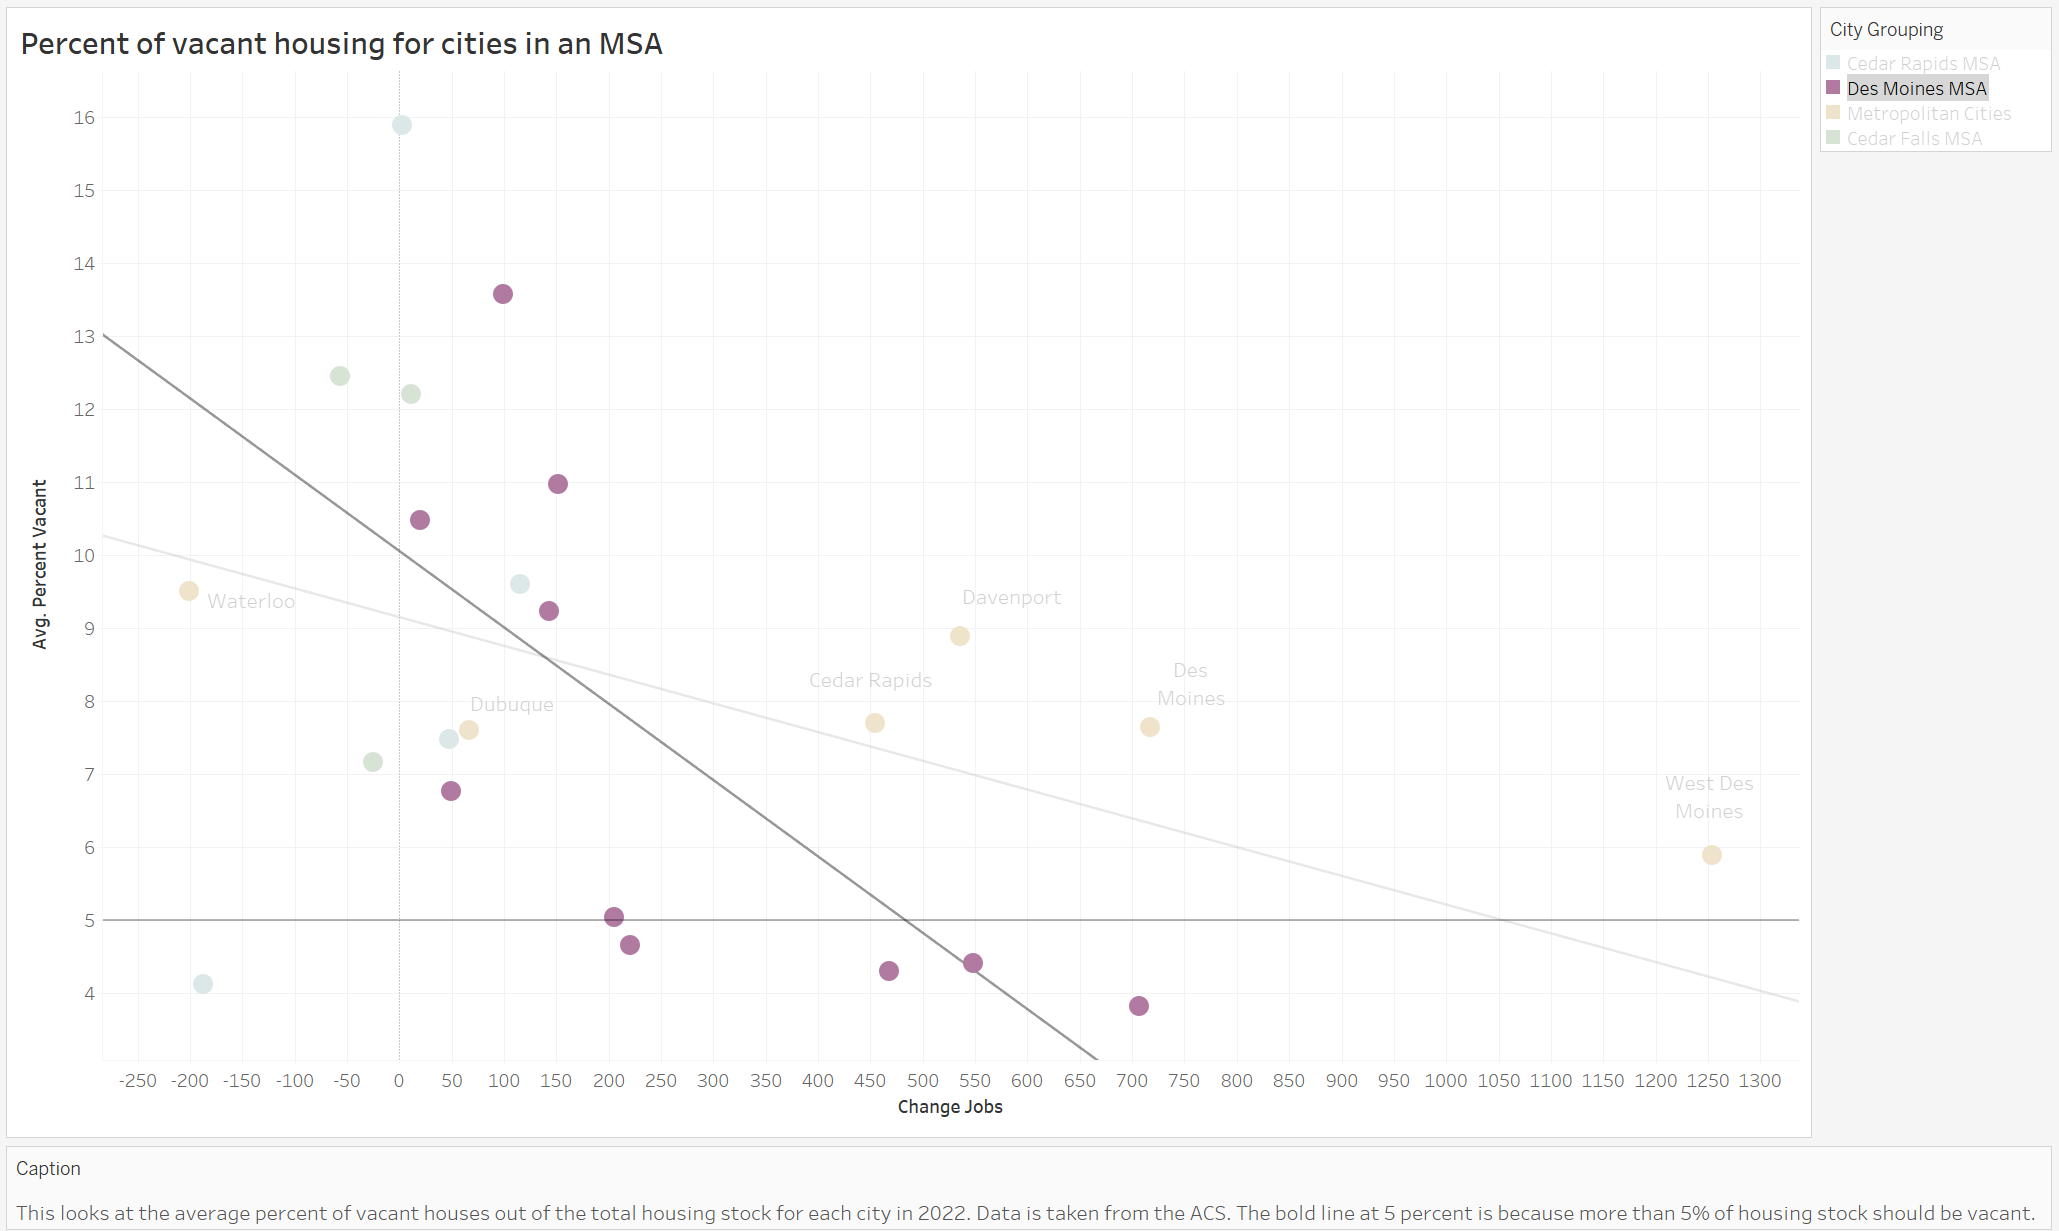 Percent of vacant housing for cities in an MSA
City Grouping
Cedar Rapids MSA
Des Moines MSA
Metropolitan Cities
Cedar Falls MSA
Avg. Percent Vacant
16
15
14
13
12
11
10
9
8
7
6
5
4
Waterloo
Dubuque
Cedar Rapids
Davenport
Des
Moines
West Des
Moines
-250 -200 -150 -100 -50 0 50 100 150 200 250 300 350 400 450 500 550 600 650 700 750 800 850 900 950 1000 1050 1100 1150 1200 1250 1300
Change Jobs
Caption
This looks at the average percent of vacant houses out of the total housing stock for each city in 2022. Data is taken from the ACS. The bold line at 5 percent is because more than 5% of housing stock should be vacant.